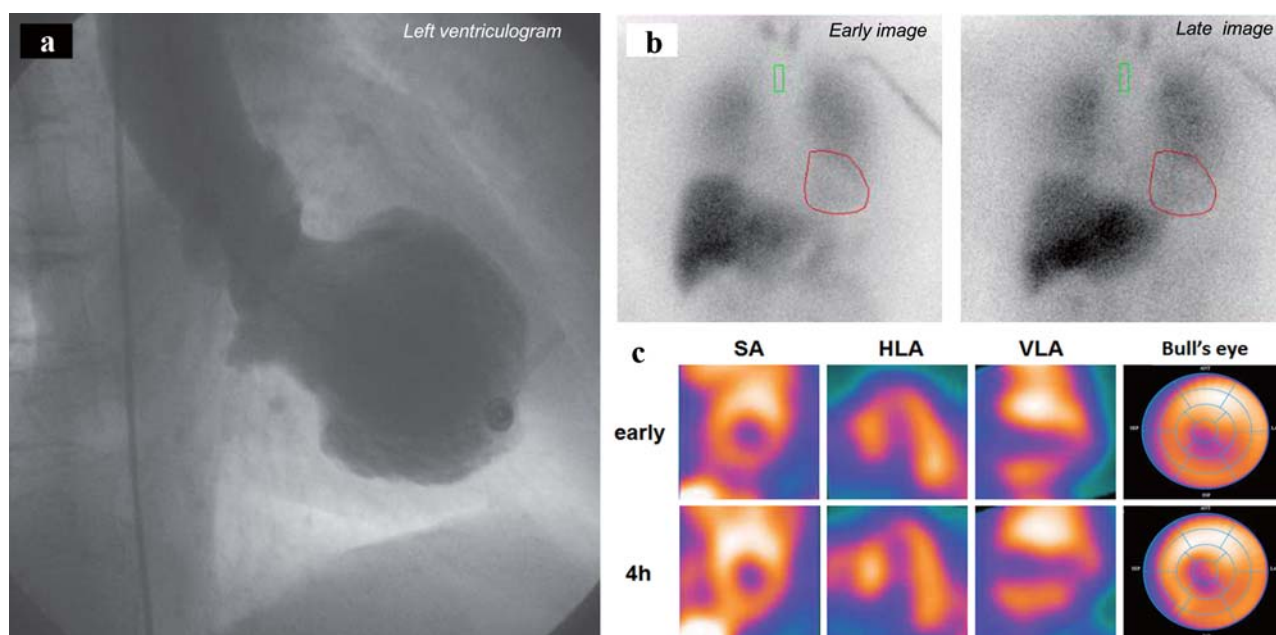 a
Left ventriculogram
b
Early image
Late image
c
SA
HLA
VLA
Bull's eye
early
4h